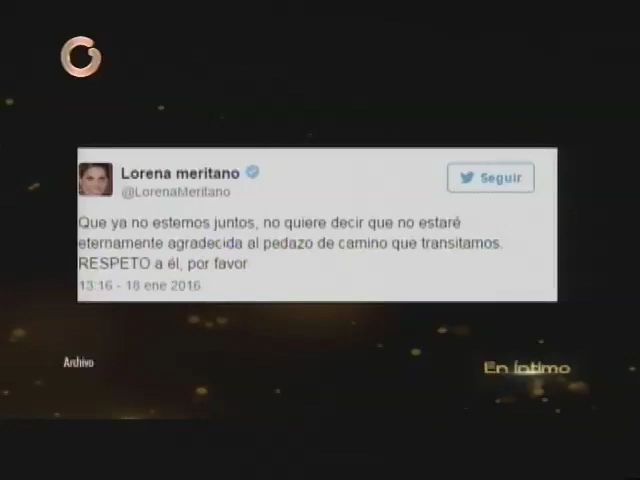 Lorena meritano
@LorenaMeritano
Seguir
Que ya no estemos juntos, no quiere decir que no estaré
eternamente agradecida al pedazo de camino que transitamos.
RESPETO a él, por favor
13:16 - 18 ene 2016
Archivo
En Íntimo